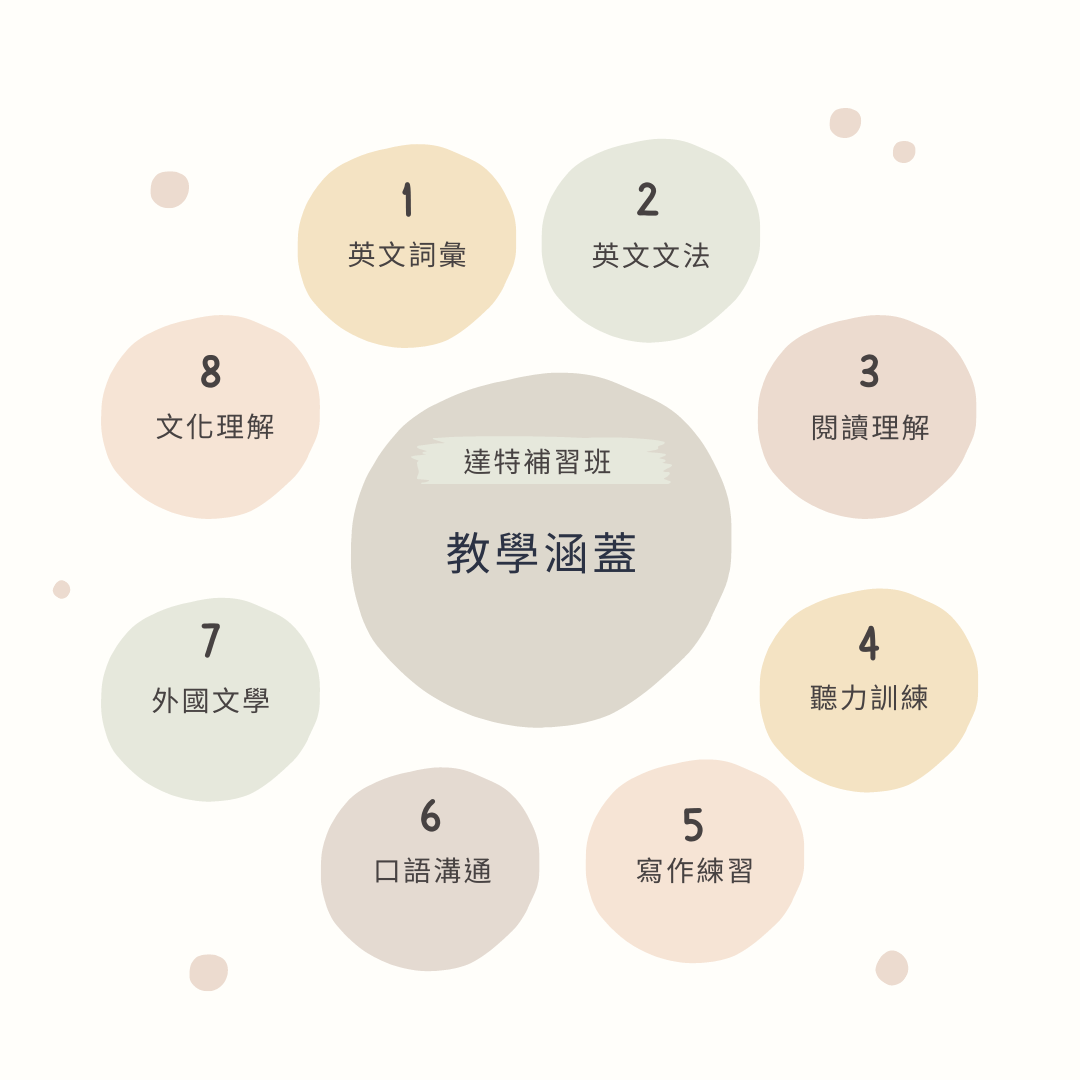 達特補習班
教學涵蓋
1
英文詞彙
2
英文文法
3
閱讀理解
4
聽力訓練
5
寫作練習
6
口語溝通
7
外國文學
8
文化理解